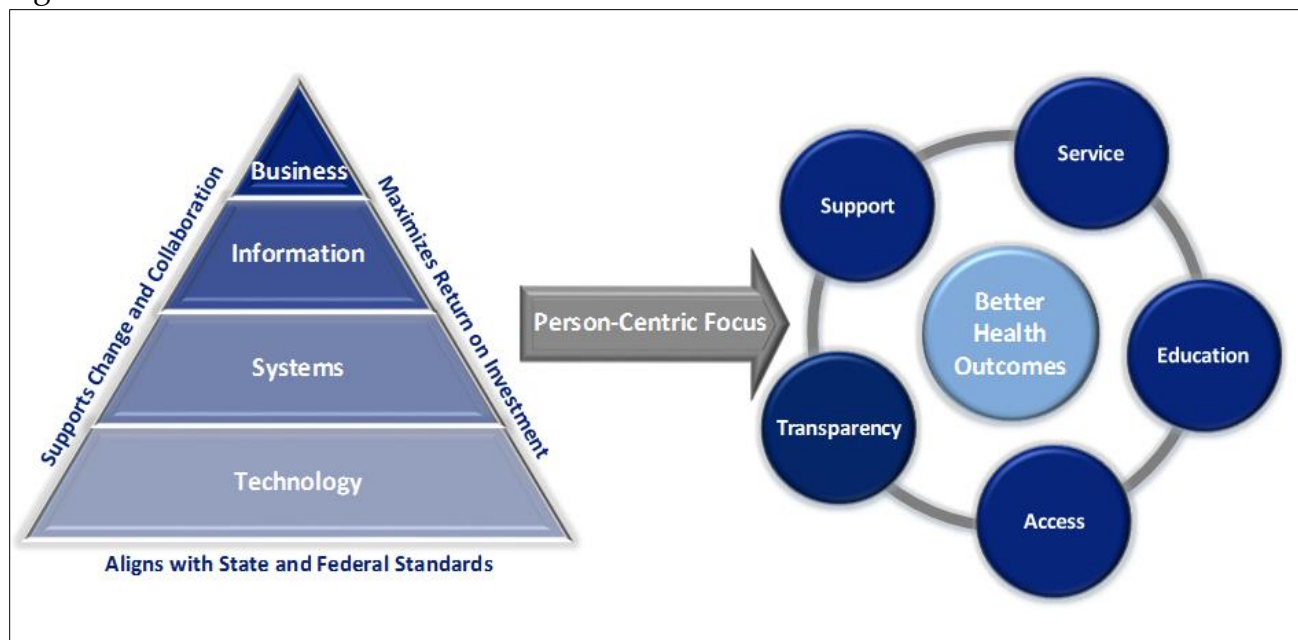 Business
Information
Systems
Technology
Supports Change and Collaboration
Maximizes Return on Investment
Aligns with State and Federal Standards
Person-Centric Focus
Support
Service
Education
Access
Transparency
Better
Health
Outcomes